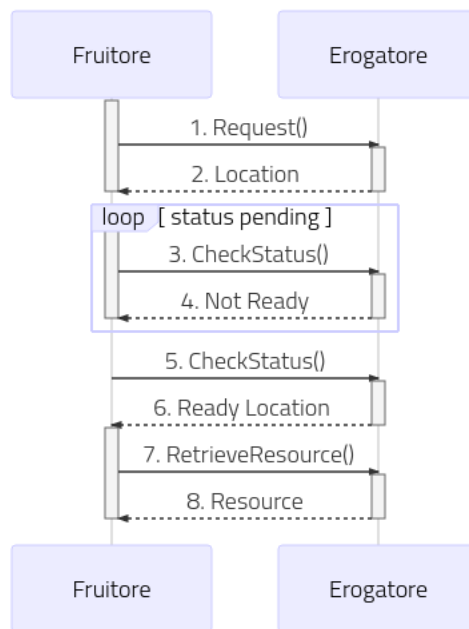 Fruitore Erogatore
1. Request()
2. Location
loop [ status pending ]
3. CheckStatus()
4. Not Ready
5. CheckStatus()
6. Ready Location
7. RetrieveResource()
8. Resource
Fruitore Erogatore